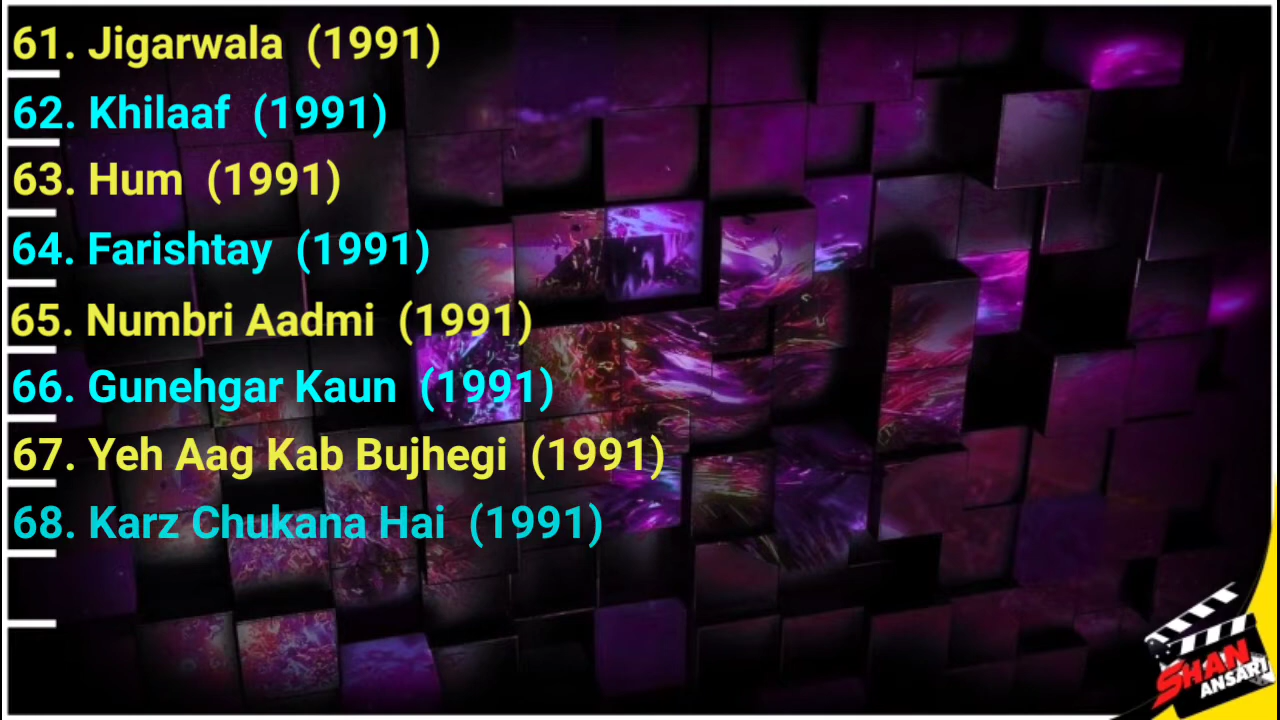 61. Jigarwala (1991)
62. Khilaaf (1991)
63. Hum (1991)
64. Farishtay (1991)
65. Numbri Aadmi (1991)
66. Gunehgar Kaun (1991)
67. Yeh Aag Kab Bujhegi (1991)
68. Karz Chukana Hai (1991)
SHAN
ANSARI